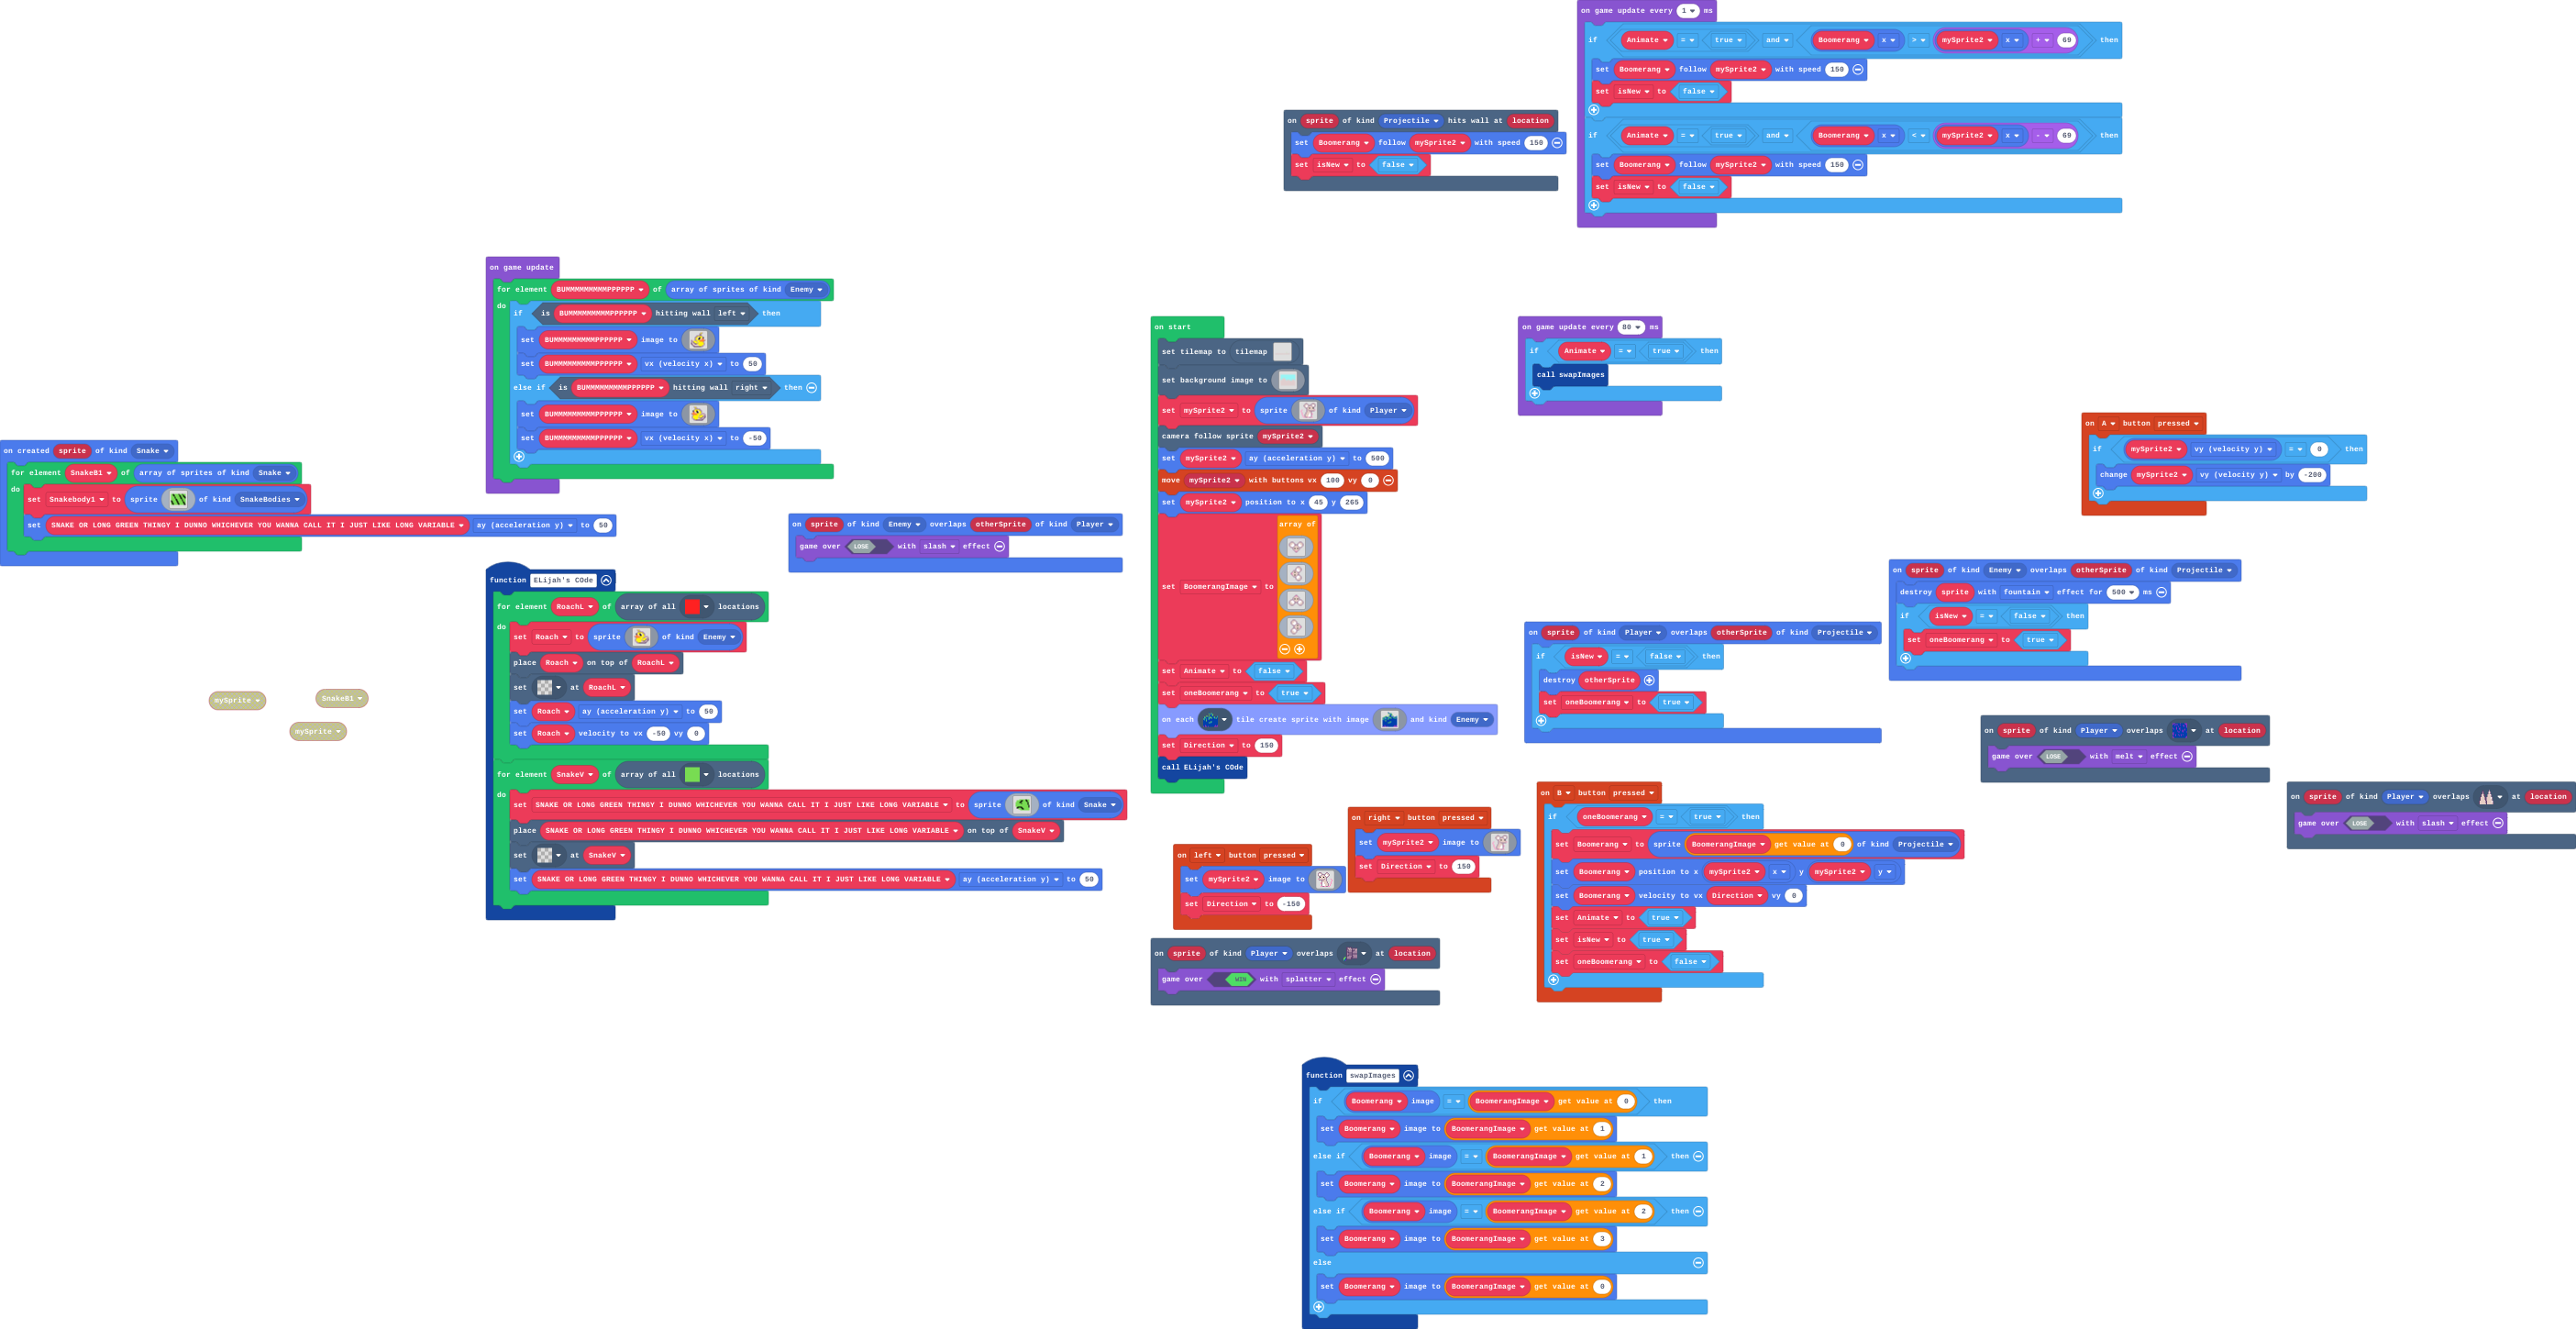 on game update every 1 ms
if Animate = true and Boomerang x > mySprite2 x + 69 then
set Boomerang follow mySprite2 with speed 150
set isNew to false
if Animate = true and Boomerang x < mySprite2 x - 69 then
set Boomerang follow mySprite2 with speed 150
set isNew to false
on sprite of kind Projectile hits wall at location
set Boomerang follow mySprite2 with speed 150
set isNew to false
on game update
for element BUMMMMMMMMMPPPPPP of array of sprites of kind Enemy
do
if is BUMMMMMMMMMPPPPPP hitting wall left then
set BUMMMMMMMMMPPPPPP image to
set BUMMMMMMMMMPPPPPP vx (velocity x) to 50
else if is BUMMMMMMMMMPPPPPP hitting wall right then
set BUMMMMMMMMMPPPPPP image to
set BUMMMMMMMMMPPPPPP vx (velocity x) to -50
on created sprite of kind Snake
for element SnakeB1 of array of sprites of kind Snake
do
set Snakebody1 to sprite of kind SnakeBodies
set SNAKE OR LONG GREEN THINGY I DUNNO WHICHEVER YOU WANNA CALL IT I JUST LIKE LONG VARIABLE ay (acceleration y) to 50
on sprite of kind Enemy overlaps otherSprite of kind Player
game over LOSE with slash effect
function ELijah's COde
for element RoachL of array of all locations
do
set Roach to sprite of kind Enemy
place Roach on top of RoachL
set at RoachL
set Roach ay (acceleration y) to 50
set Roach velocity to vx -50 vy 0
for element SnakeV of array of all locations
do
set SNAKE OR LONG GREEN THINGY I DUNNO WHICHEVER YOU WANNA CALL IT I JUST LIKE LONG VARIABLE to sprite of kind Snake
place SNAKE OR LONG GREEN THINGY I DUNNO WHICHEVER YOU WANNA CALL IT I JUST LIKE LONG VARIABLE on top of SnakeV
set at SnakeV
set SNAKE OR LONG GREEN THINGY I DUNNO WHICHEVER YOU WANNA CALL IT I JUST LIKE LONG VARIABLE ay (acceleration y) to 50
mySprite
SnakeB1
mySprite
on start
set tilemap to tilemap
set background image to
set mySprite2 to sprite of kind Player
camera follow sprite mySprite2
set mySprite2 ay (acceleration y) to 500
move mySprite2 with buttons vx 100 vy 0
set mySprite2 position to x 45 y 265
array of
set BoomerangImage to
set Animate to false
set oneBoomerang to true
on each tile create sprite with image and kind Enemy
set Direction to 150
call ELijah's COde
on game update every 80 ms
if Animate = true then
call swapImages
on A button pressed
if mySprite2 vy (velocity y) = 0 then
change mySprite2 vy (velocity y) by -200
on sprite of kind Enemy overlaps otherSprite of kind Projectile
destroy sprite with fountain effect for 500 ms
if isNew = false then
set oneBoomerang to true
on sprite of kind Player overlaps otherSprite of kind Projectile
if isNew = false then
destroy otherSprite
set oneBoomerang to true
on sprite of kind Player overlaps at location
game over LOSE with melt effect
on sprite of kind Player overlaps at location
game over LOSE with slash effect
on B button pressed
if oneBoomerang = true then
set Boomerang to sprite BoomerangImage get value at 0 of kind Projectile
set Boomerang position to x mySprite2 x y mySprite2 y
set Boomerang velocity to vx Direction vy 0
set Animate to true
set isNew to true
set oneBoomerang to false
on right button pressed
set mySprite2 image to
set Direction to 150
on left button pressed
set mySprite2 image to
set Direction to -150
on sprite of kind Player overlaps at location
game over WIN with splatter effect
function swapImages
if Boomerang image = BoomerangImage get value at 0 then
set Boomerang image to BoomerangImage get value at 1
else if Boomerang image = BoomerangImage get value at 1 then
set Boomerang image to BoomerangImage get value at 2
else if Boomerang image = BoomerangImage get value at 2 then
set Boomerang image to BoomerangImage get value at 3
else
set Boomerang image to BoomerangImage get value at 0